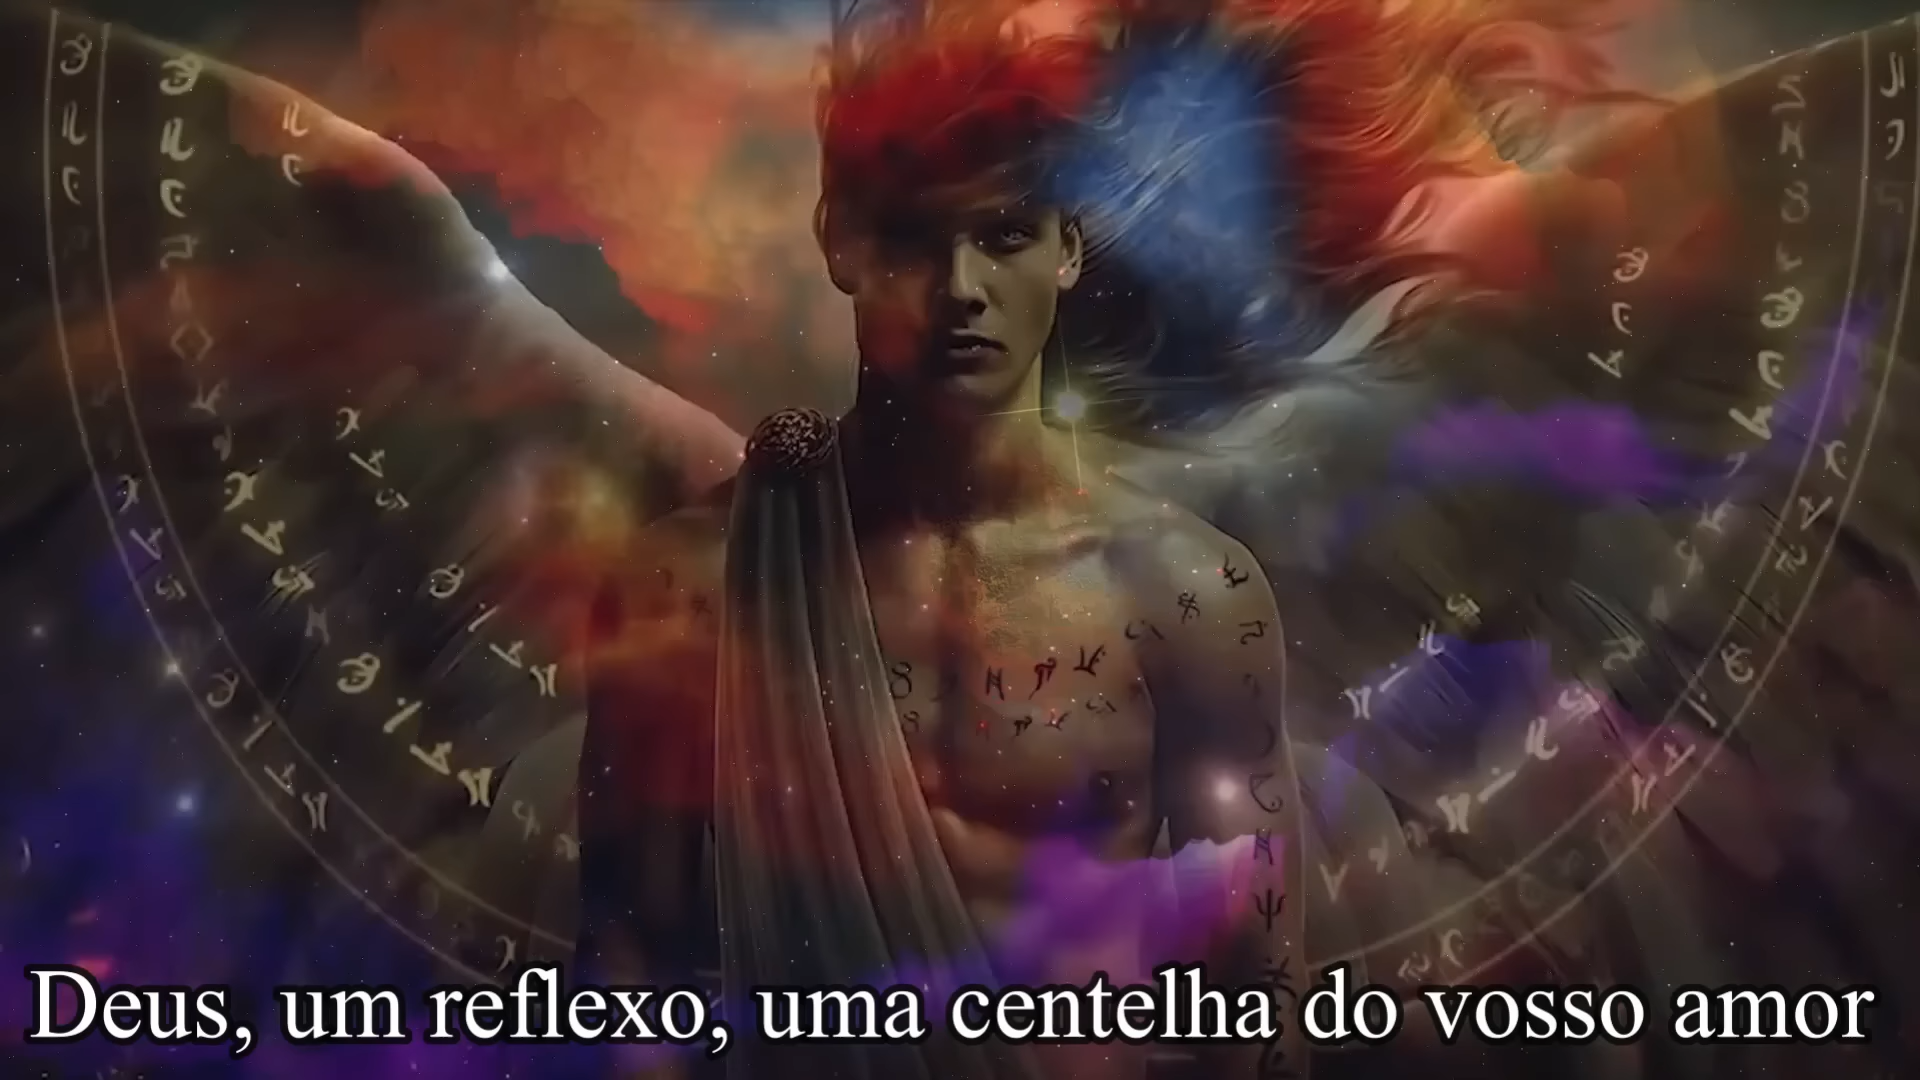 Deus, um reflexo, uma centelha do vosso amor